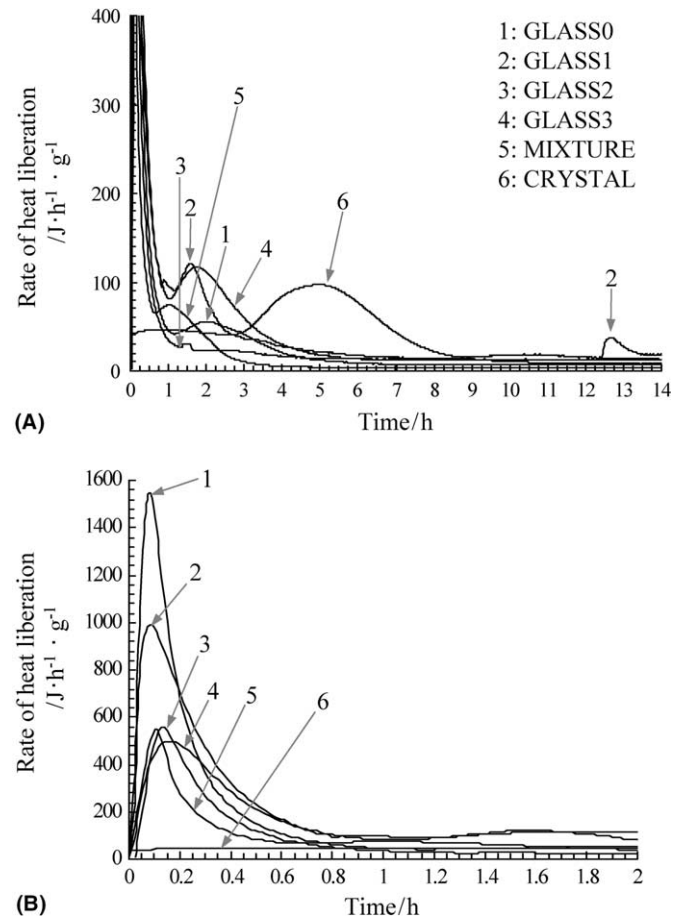 400
300
200
100
0
Rate of heat liberation
/J·h⁻¹·g⁻¹
1: GLASS0
2: GLASS1
3: GLASS2
4: GLASS3
5: MIXTURE
6: CRYSTAL
5
3
2
1
4
6
2
0 1 2 3 4 5 6 7 8 9 10 11 12 13 14
(A)
Time/h
1600
1400
1200
1000
800
600
400
200
0
Rate of heat liberation
/J·h⁻¹·g⁻¹
1
2
3
4
5
6
0 0.2 0.4 0.6 0.8 1 1.2 1.4 1.6 1.8 2
(B)
Time/h